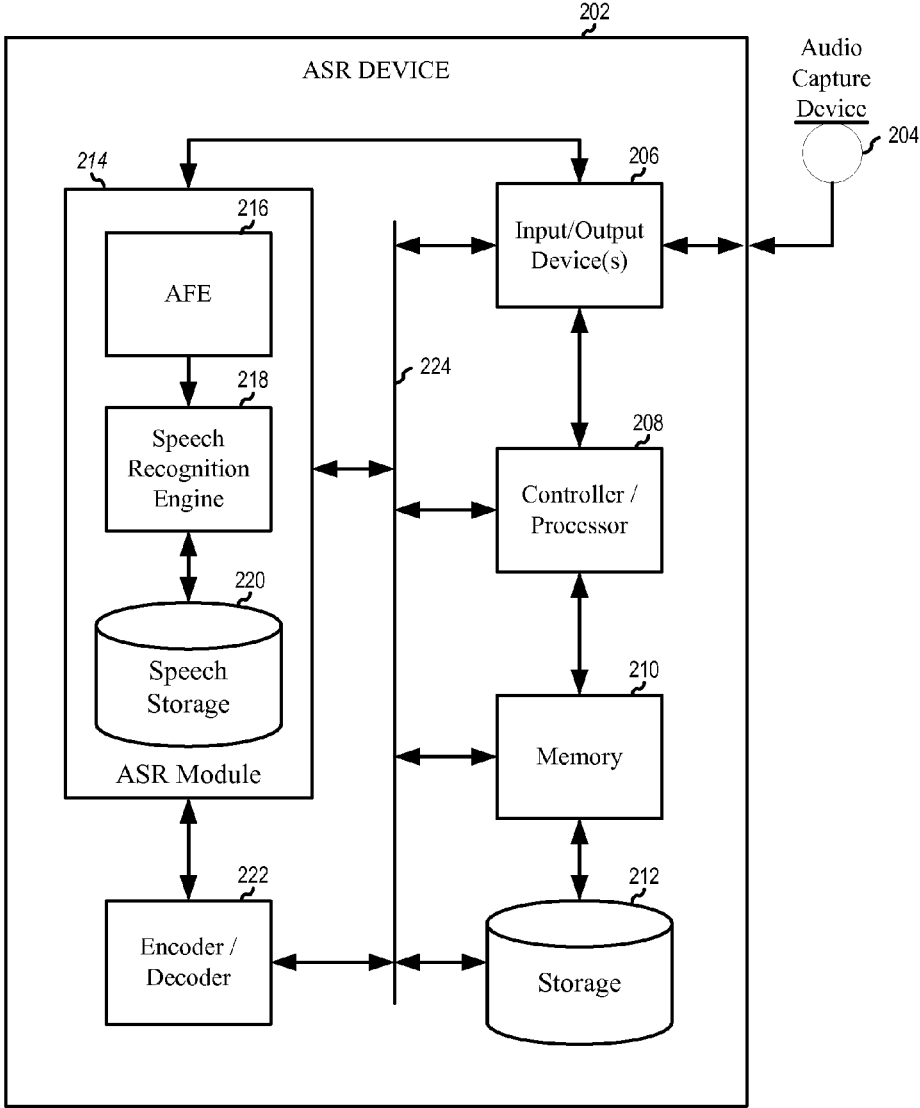 202
ASR DEVICE
Audio
Capture
Device
204
214
206
216
Input/Output
Device(s)
AFE
224
218
Speech
Recognition
Engine
208
Controller /
Processor
220
Speech
Storage
210
Memory
ASR Module
222
212
Encoder /
Decoder
Storage